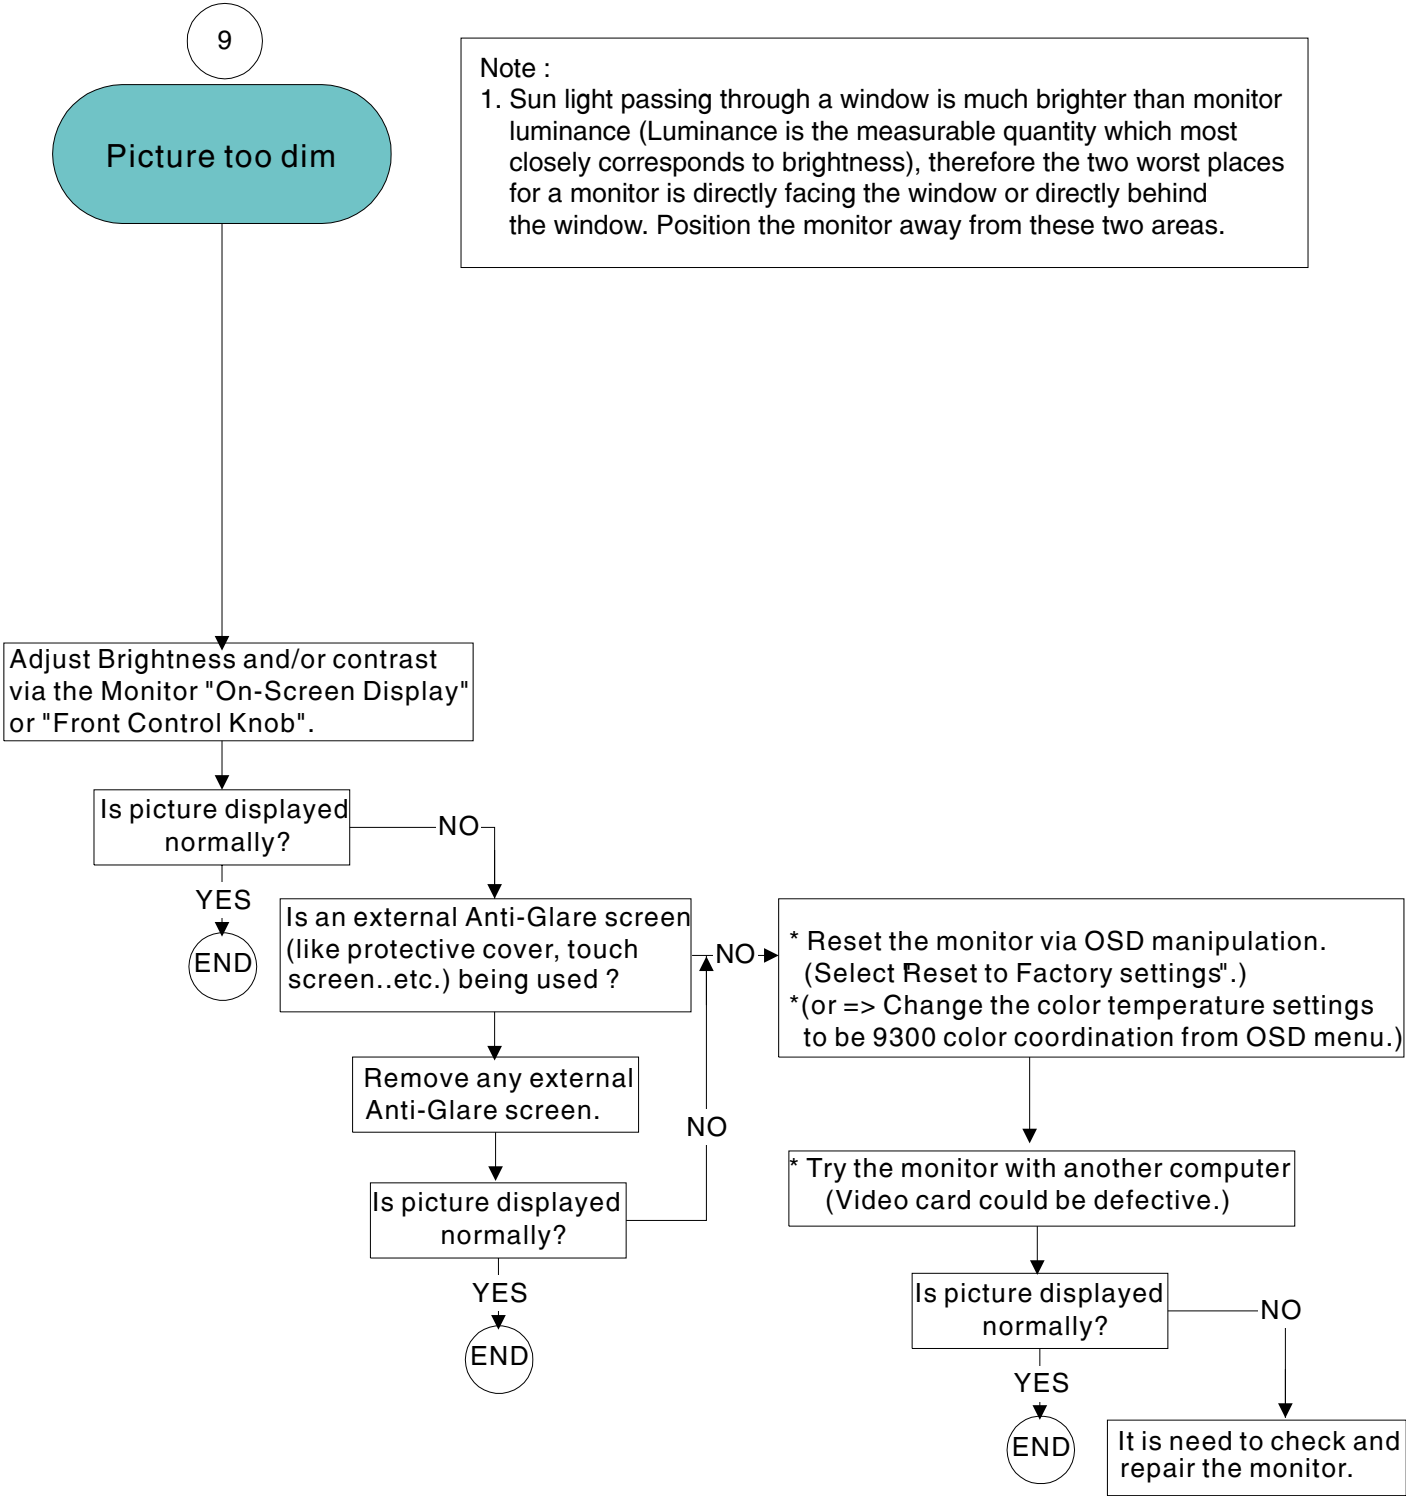 9
Picture too dim
Note :
1. Sun light passing through a window is much brighter than monitor
luminance (Luminance is the measurable quantity which most
closely corresponds to brightness), therefore the two worst places
for a monitor is directly facing the window or directly behind
the window. Position the monitor away from these two areas.
Adjust Brightness and/or contrast
via the Monitor "On-Screen Display"
or "Front Control Knob".
Is picture displayed
normally?
NO
YES
END
Is an external Anti-Glare screen
(like protective cover, touch
screen..etc.) being used ?
NO
Remove any external
Anti-Glare screen.
NO
Is picture displayed
normally?
YES
END
* Reset the monitor via OSD manipulation.
(Select "Reset to Factory settings".)
*(or => Change the color temperature settings
to be 9300 color coordination from OSD menu.)
* Try the monitor with another computer
(Video card could be defective.)
Is picture displayed
normally?
NO
YES
END
It is need to check and
repair the monitor.